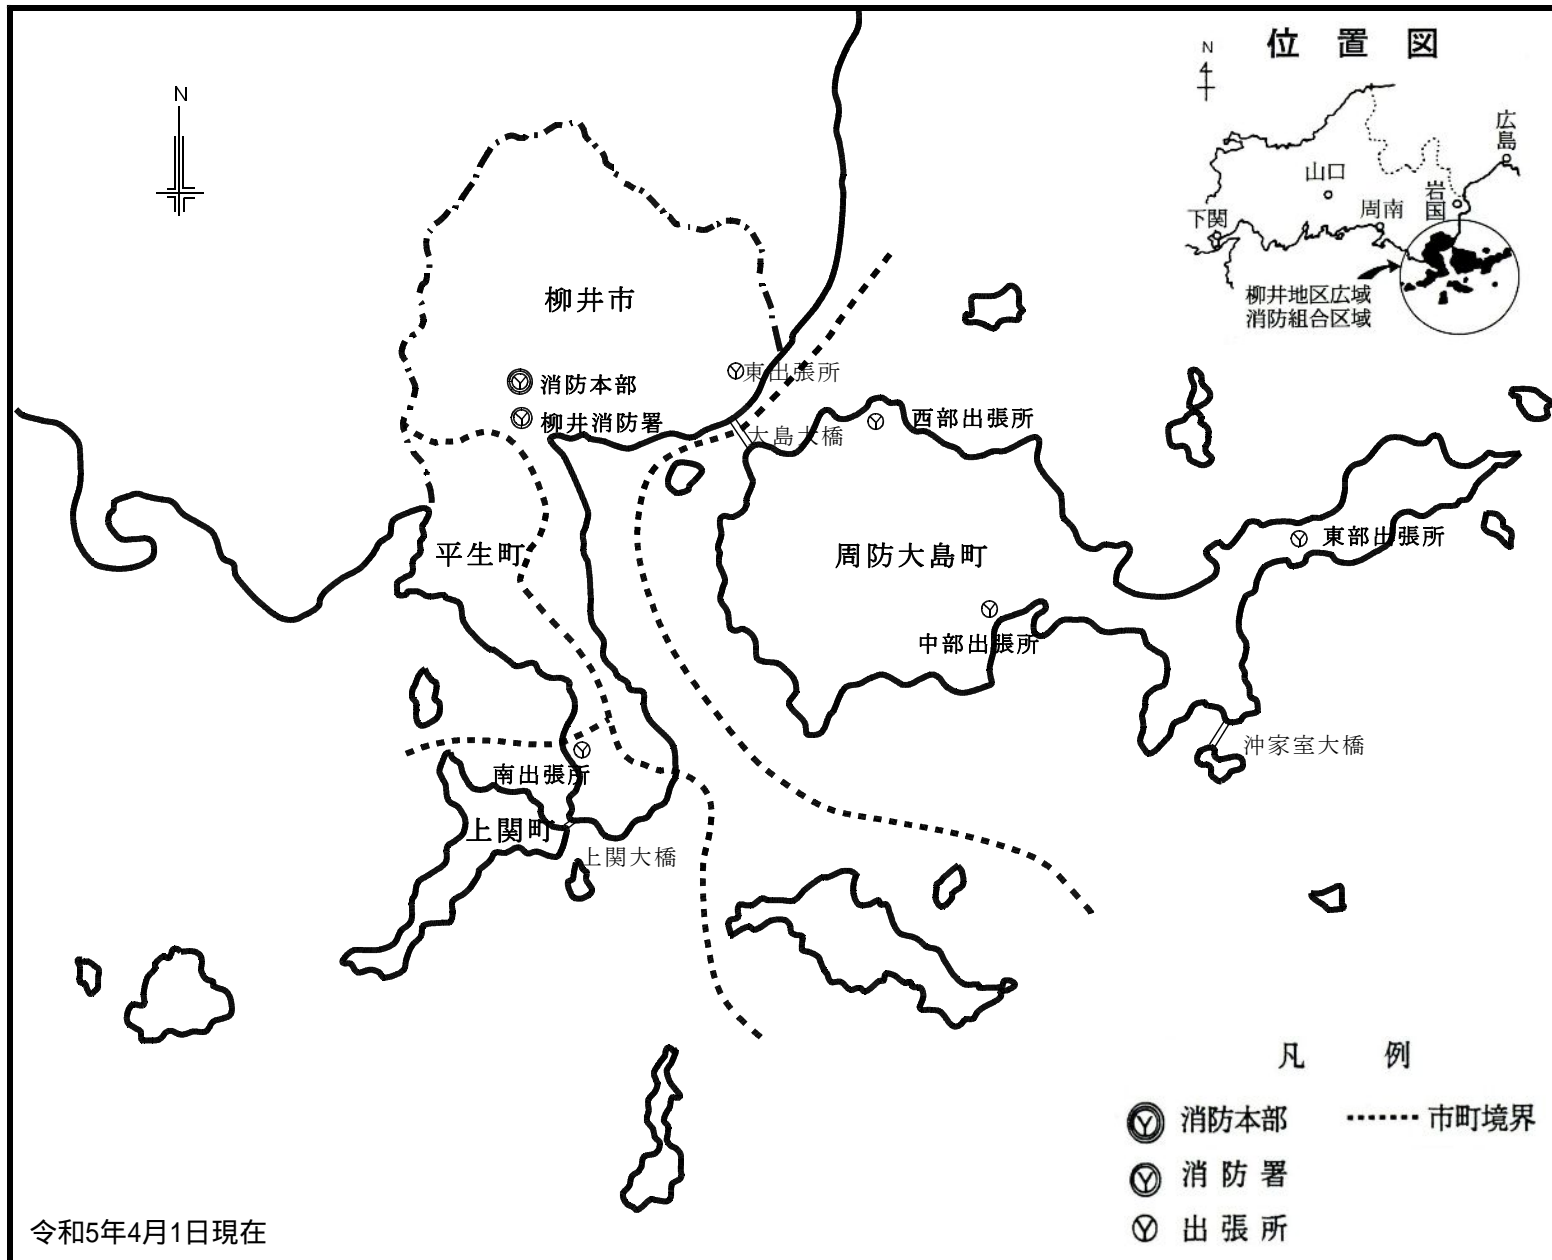 位置図
N
N
広島
山口
岩国
周南
下関
柳井地区広域
消防組合区域
柳井市
東出張所
消防本部
柳井消防署
大島大橋
西部出張所
東部出張所
平生町
周防大島町
中部出張所
沖家室大橋
南出張所
上関町
上関大橋
凡例
消防本部
市町境界
消防署
出張所
令和5年4月1日現在